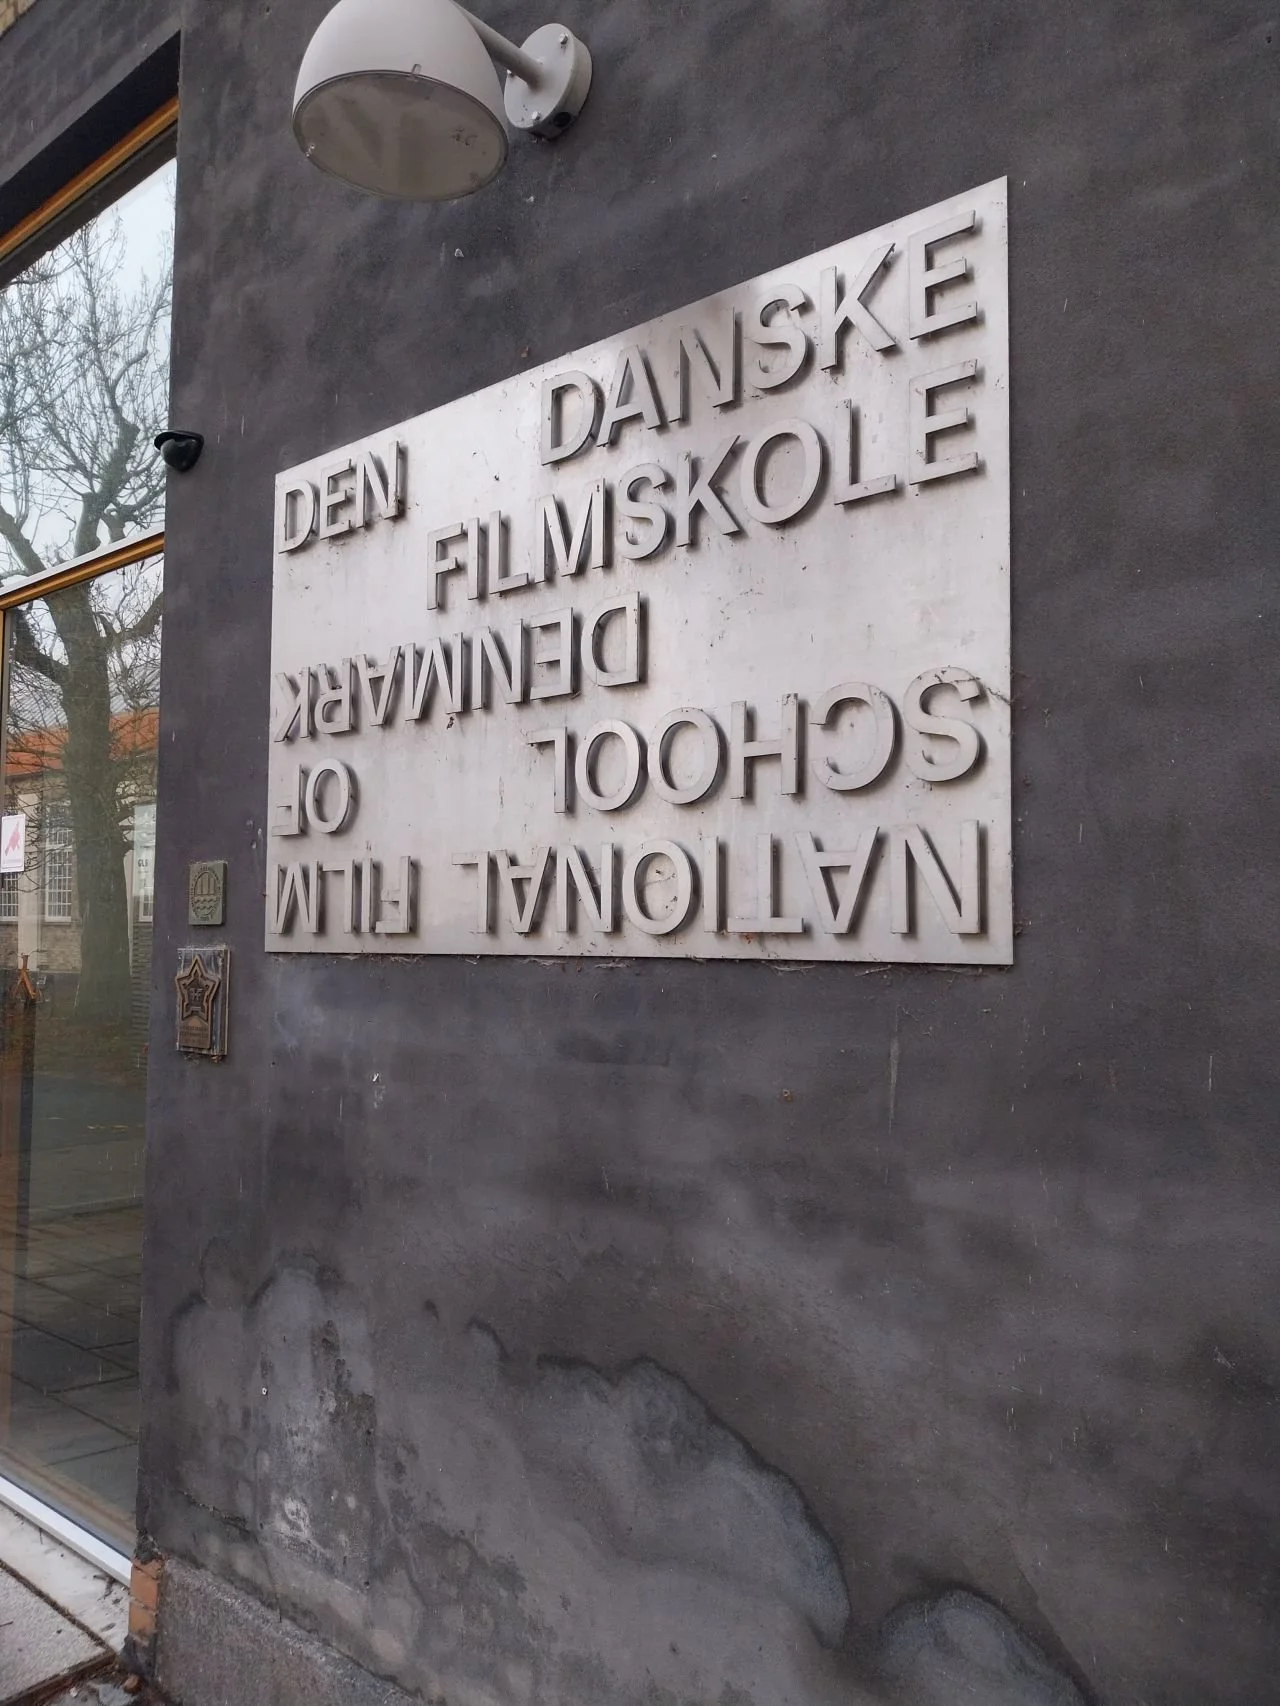 DEN DANSKE
FILMSKOLE
NATIONAL FILM
SCHOOL OF
DENMARK